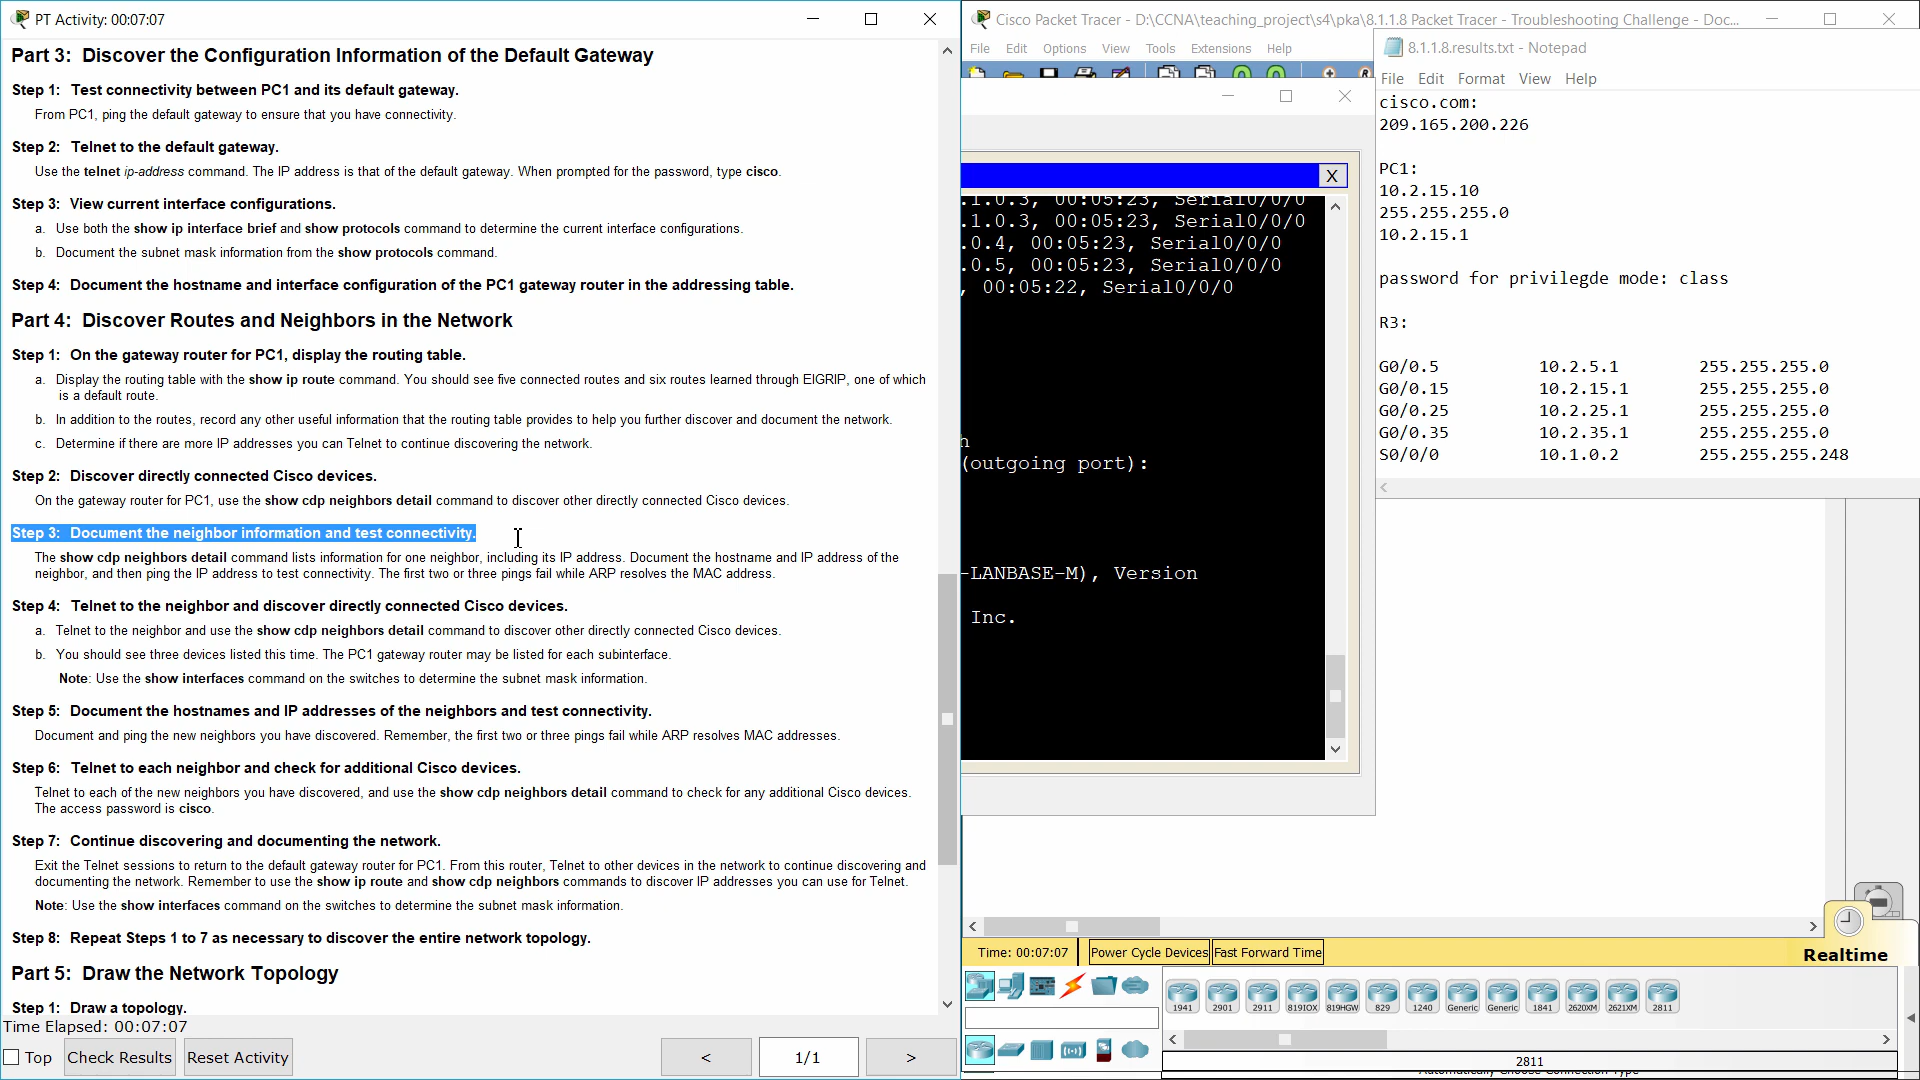 PT Activity: 00:07:07
Part 3: Discover the Configuration Information of the Default Gateway
Step 1: Test connectivity between PC1 and its default gateway.
From PC1, ping the default gateway to ensure that you have connectivity.
Step 2: Telnet to the default gateway.
Use the telnet ip-address command. The IP address is that of the default gateway. When prompted for the password, type cisco.
Step 3: View current interface configurations.
a. Use both the show ip interface brief and show protocols command to determine the current interface configurations.
b. Document the subnet mask information from the show protocols command.
Step 4: Document the hostname and interface configuration of the PC1 gateway router in the addressing table.
Part 4: Discover Routes and Neighbors in the Network
Step 1: On the gateway router for PC1, display the routing table.
a. Display the routing table with the show ip route command. You should see five connected routes and six routes learned through EIGRP, one of which
is a default route.
b. In addition to the routes, record any other useful information that the routing table provides to help you further discover and document the network.
c. Determine if there are more IP addresses you can Telnet to continue discovering the network.
Step 2: Discover directly connected Cisco devices.
On the gateway router for PC1, use the show cdp neighbors detail command to discover other directly connected Cisco devices.
Step 3: Document the neighbor information and test connectivity.
The show cdp neighbors detail command lists information for one neighbor, including its IP address. Document the hostname and IP address of the
neighbor, and then ping the IP address to test connectivity. The first two or three pings fail while ARP resolves the MAC address.
Step 4: Telnet to the neighbor and discover directly connected Cisco devices.
a. Telnet to the neighbor and use the show cdp neighbors detail command to discover other directly connected Cisco devices.
b. You should see three devices listed this time. The PC1 gateway router may be listed for each subinterface.
Note: Use the show interfaces command on the switches to determine the subnet mask information.
Step 5: Document the hostnames and IP addresses of the neighbors and test connectivity.
Document and ping the new neighbors you have discovered. Remember, the first two or three pings fail while ARP resolves MAC addresses.
Step 6: Telnet to each neighbor and check for additional Cisco devices.
Telnet to each of the new neighbors you have discovered, and use the show cdp neighbors detail command to check for any additional Cisco devices.
The access password is cisco.
Step 7: Continue discovering and documenting the network.
Exit the Telnet sessions to return to the default gateway router for PC1. From this router, Telnet to other devices in the network to continue discovering and
documenting the network. Remember to use the show ip route and show cdp neighbors commands to discover IP addresses you can use for Telnet.
Note: Use the show interfaces command on the switches to determine the subnet mask information.
Step 8: Repeat Steps 1 to 7 as necessary to discover the entire network topology.
Part 5: Draw the Network Topology
Step 1: Draw a topology.
Time Elapsed: 00:07:07
Top Check Results Reset Activity < 1/1 >
Cisco Packet Tracer - D:\CCNA\teaching_project\s4\pka\8.1.1.8 Packet Tracer - Troubleshooting Challenge - Doc...
File Edit Options View Tools Extensions Help
X
.1.0.3, 00:05:23, Serial0/0/0
.1.0.3, 00:05:23, Serial0/0/0
.0.4, 00:05:23, Serial0/0/0
.0.5, 00:05:23, Serial0/0/0
, 00:05:22, Serial0/0/0
h
(outgoing port):
-LANBASE-M), Version
Inc.
8.1.1.8.results.txt - Notepad
File Edit Format View Help
cisco.com:
209.165.200.226
PC1:
10.2.15.10
255.255.255.0
10.2.15.1
password for privilegde mode: class
R3:
G0/0.5 10.2.5.1 255.255.255.0
G0/0.15 10.2.15.1 255.255.255.0
G0/0.25 10.2.25.1 255.255.255.0
G0/0.35 10.2.35.1 255.255.255.0
S0/0/0 10.1.0.2 255.255.255.248
Time: 00:07:07 Power Cycle Devices Fast Forward Time
Realtime
1941 2901 2911 819IOX 819HGW 829 1240 Generic Generic 1841 2620XM 2621XM 2811
2811
Automatically Choose Connection Type